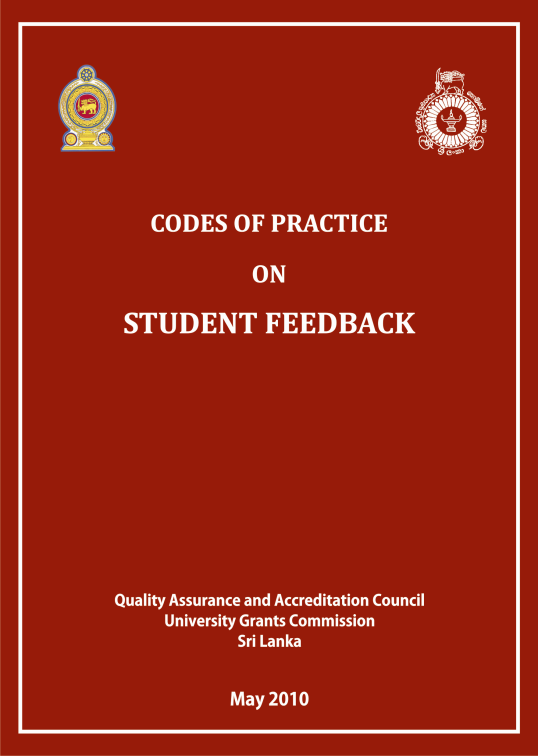 CODES OF PRACTICE
ON
STUDENT FEEDBACK
Quality Assurance and Accreditation Council
University Grants Commission
Sri Lanka
May 2010